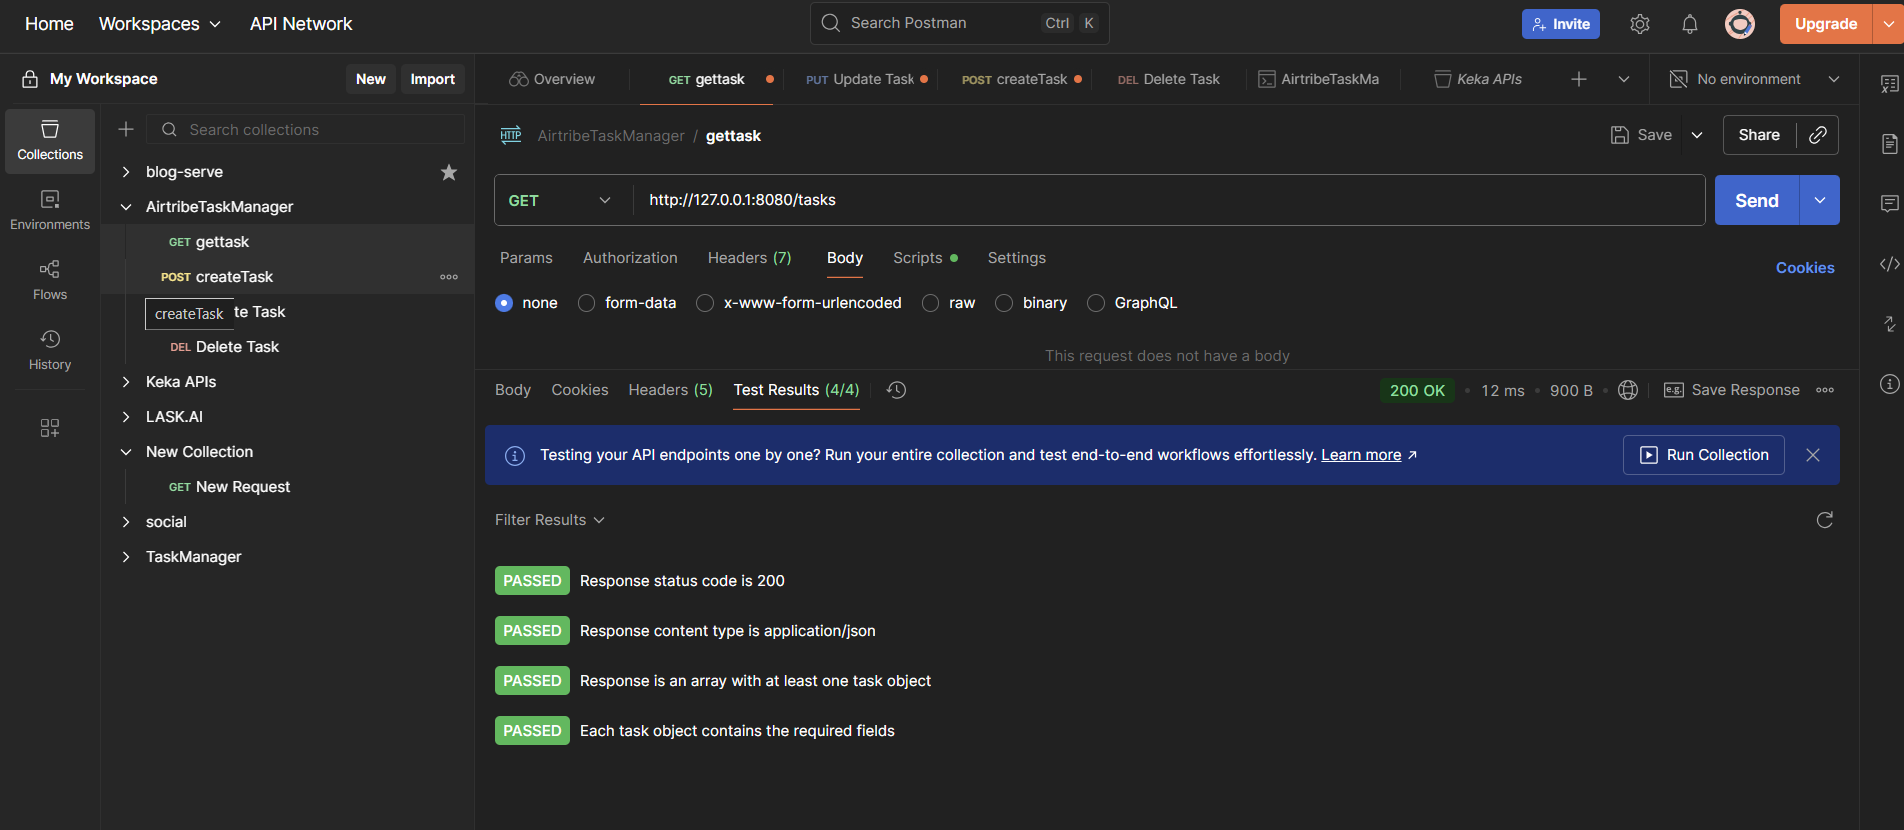 Home Workspaces API Network Search Postman Ctrl K Invite Upgrade
My Workspace New Import Overview GET gettask PUT Update Task POST createTask DEL Delete Task AirtribeTaskMa Keka APIs No environment
Collections
Environments
Flows
History
Search collections
blog-serve
AirtribeTaskManager
GET gettask
POST createTask
createTask te Task
DEL Delete Task
Keka APIs
LASK.AI
New Collection
GET New Request
social
TaskManager
HTTP AirtribeTaskManager / gettask Save Share
GET http://127.0.0.1:8080/tasks Send
Params Authorization Headers (7) Body Scripts Settings Cookies
none form-data x-www-form-urlencoded raw binary GraphQL
This request does not have a body
Body Cookies Headers (5) Test Results (4/4) 200 OK • 12 ms • 900 B • e.g. Save Response
Testing your API endpoints one by one? Run your entire collection and test end-to-end workflows effortlessly. Learn more ↗ Run Collection
Filter Results
PASSED Response status code is 200
PASSED Response content type is application/json
PASSED Response is an array with at least one task object
PASSED Each task object contains the required fields